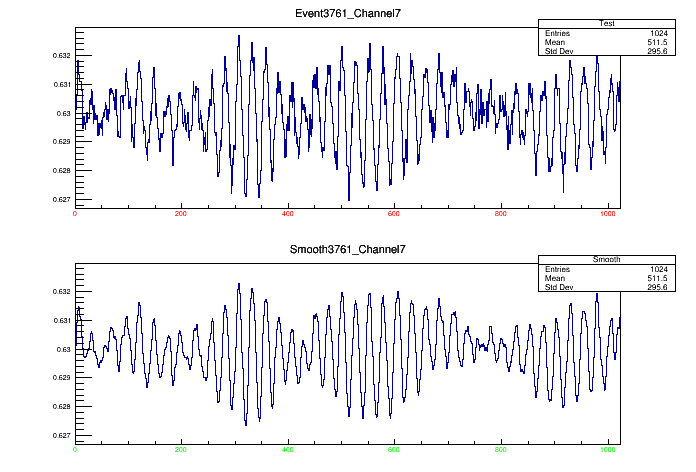 Event3761_Channel7
Test
Entries 1024
Mean 511.5
Std Dev 295.6
0.632
0.631
0.63
0.629
0.628
0.627
0 200 400 600 800 1000
Smooth3761_Channel7
Smooth
Entries 1024
Mean 511.5
Std Dev 295.6
0.632
0.631
0.63
0.629
0.628
0.627
0 200 400 600 800 1000